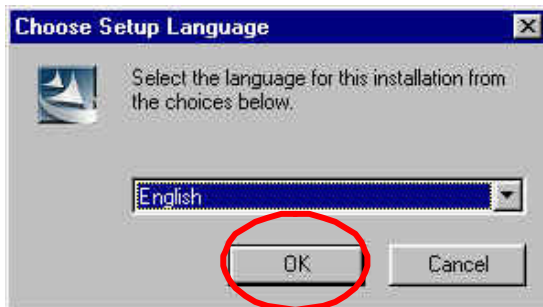 Choose Setup Language
Select the language for this installation from
the choices below.
English
OK
Cancel